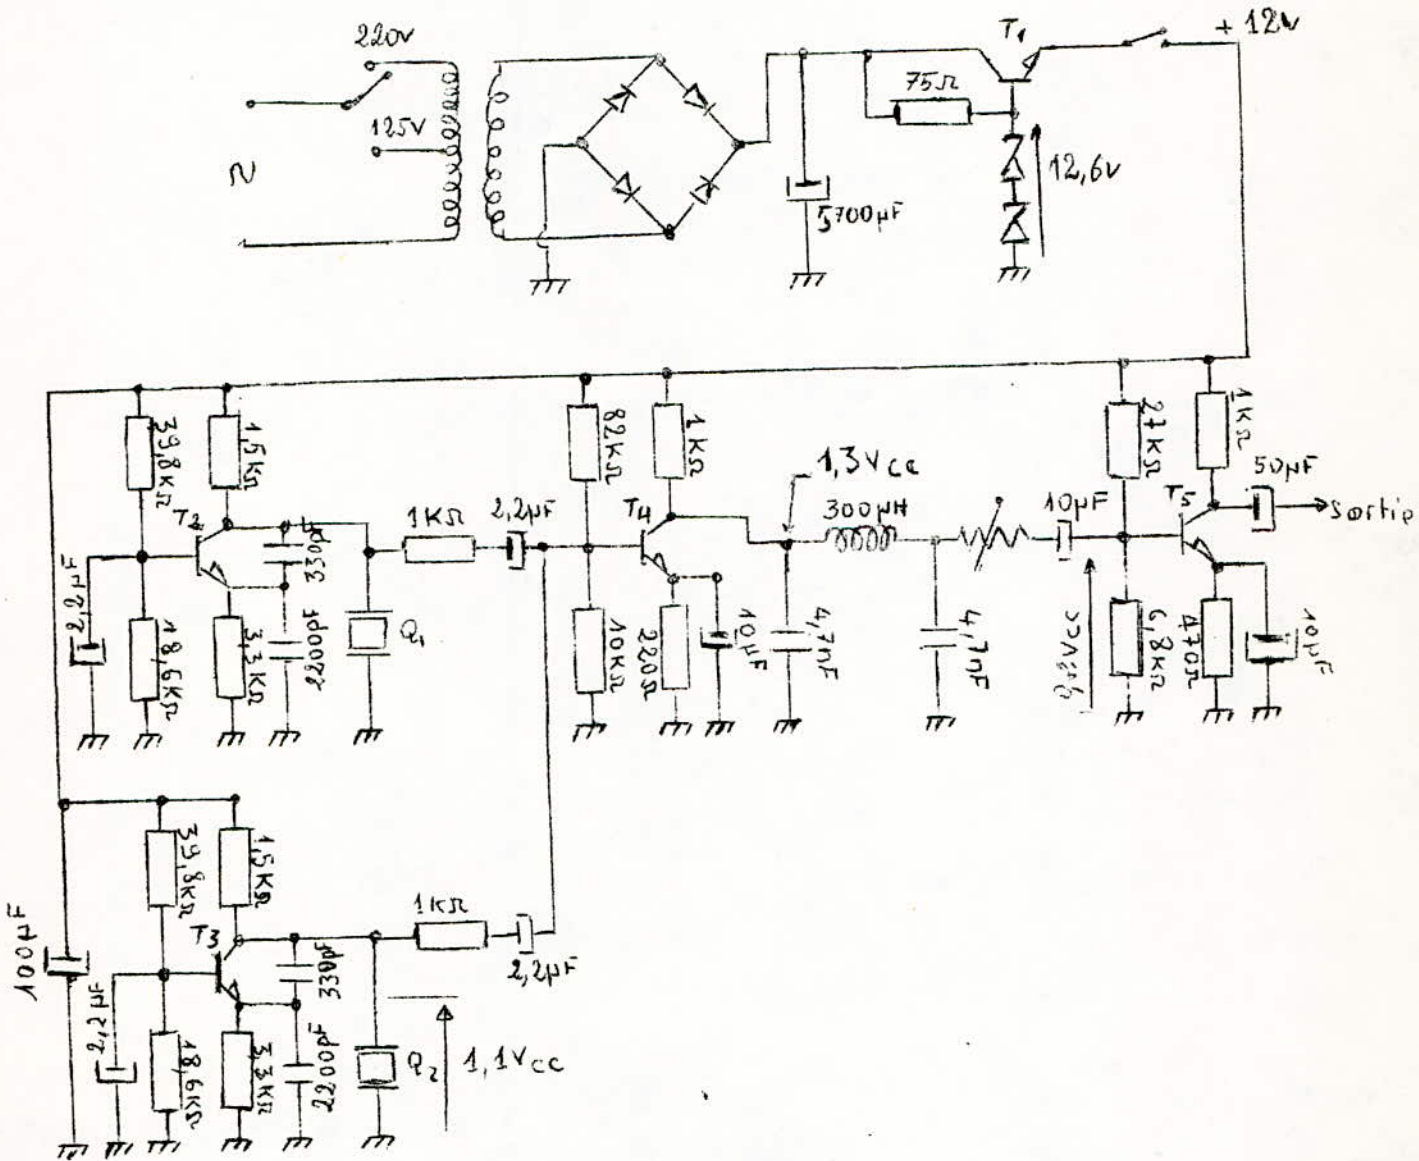 220v
T1
+ 12v
125V
75Ω
12,6v
5700µF
39,8KΩ
1,5KΩ
82KΩ
1KΩ
27KΩ
1KΩ
1,3Vcc
50µF
T2
330pF
1KΩ
2,2µF
T4
300µH
10µF
T5
Sortie
2,2µF
18,6KΩ
3,3KΩ
2200pF
Q1
10KΩ
220Ω
10µF
4,7nF
4,7nF
6,8KΩ
470Ω
10µF
39,8KΩ
1,5KΩ
1KΩ
100µF
T3
330pF
2,2µF
2,2µF
18,6KΩ
3,3KΩ
2200pF
Q2
1,1Vcc